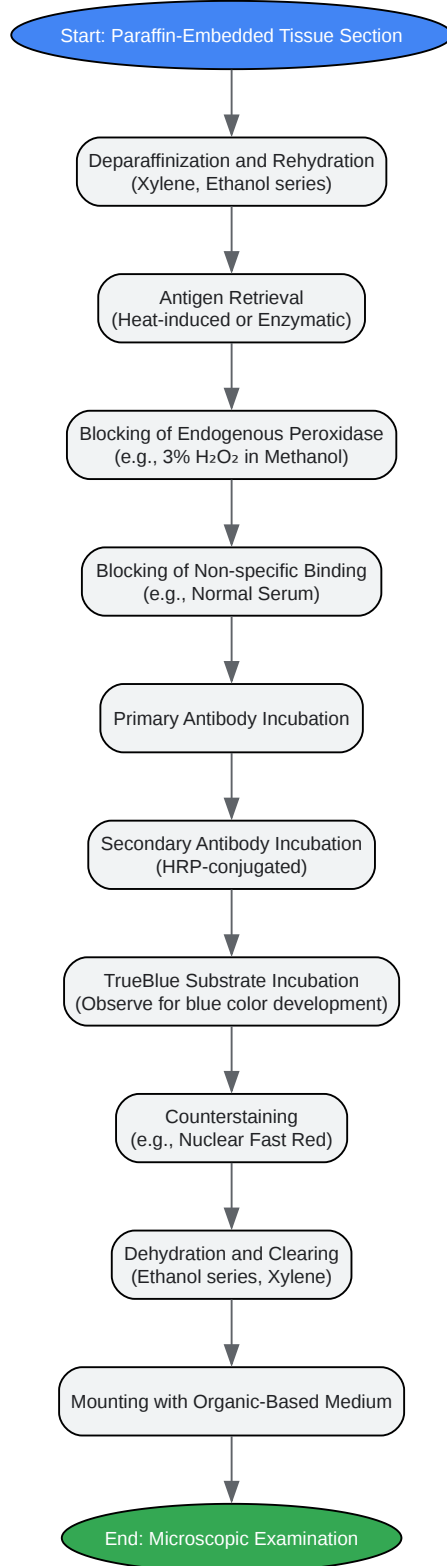 Start: Paraffin-Embedded Tissue Section
Deparaffinization and Rehydration
(Xylene, Ethanol series)
Antigen Retrieval
(Heat-induced or Enzymatic)
Blocking of Endogenous Peroxidase
(e.g., 3% H₂O₂ in Methanol)
Blocking of Non-specific Binding
(e.g., Normal Serum)
Primary Antibody Incubation
Secondary Antibody Incubation
(HRP-conjugated)
TrueBlue Substrate Incubation
(Observe for blue color development)
Counterstaining
(e.g., Nuclear Fast Red)
Dehydration and Clearing
(Ethanol series, Xylene)
Mounting with Organic-Based Medium
End: Microscopic Examination